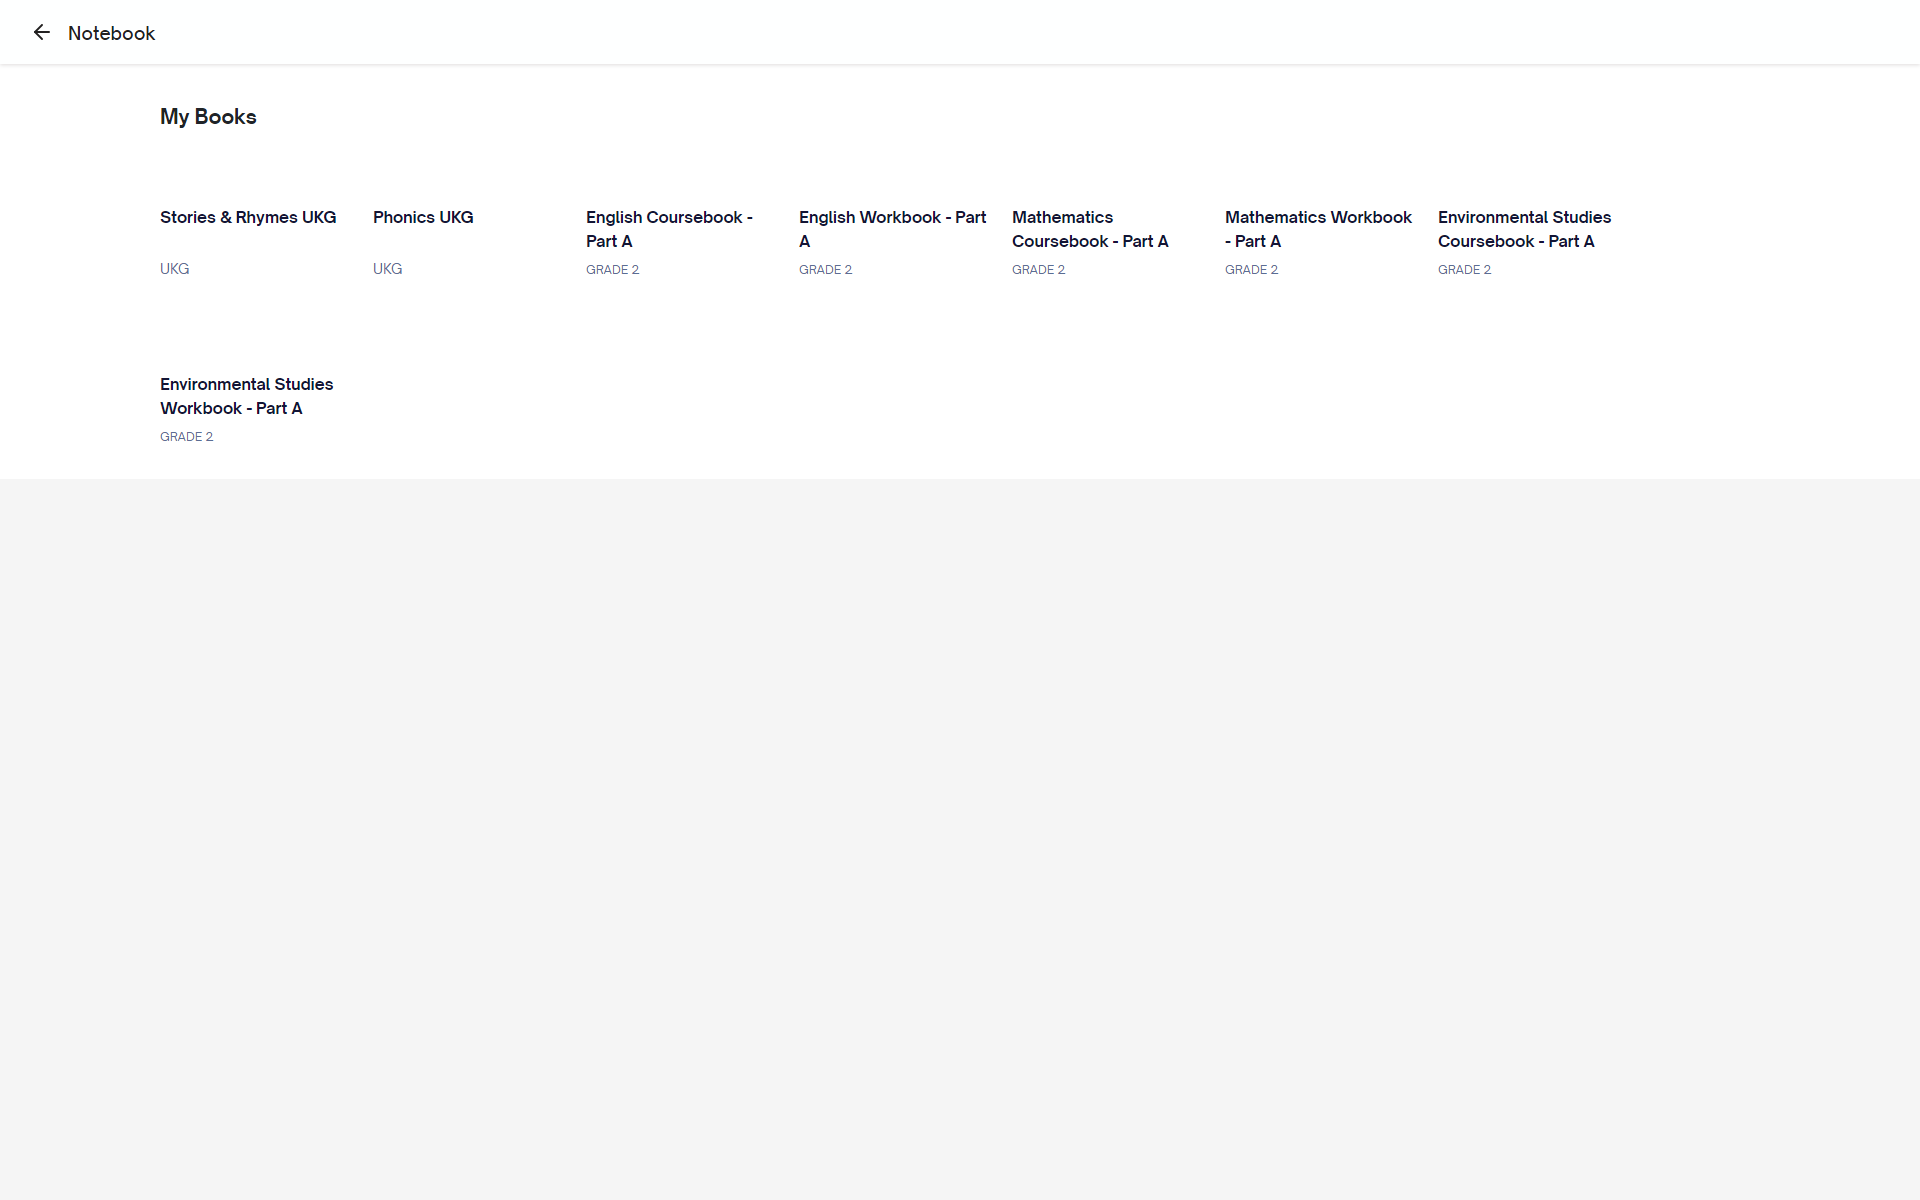 Notebook
My Books
Stories & Rhymes UKG
UKG
Phonics UKG
UKG
English Coursebook -
Part A
GRADE 2
English Workbook - Part
A
GRADE 2
Mathematics
Coursebook - Part A
GRADE 2
Mathematics Workbook
- Part A
GRADE 2
Environmental Studies
Coursebook - Part A
GRADE 2
Environmental Studies
Workbook - Part A
GRADE 2